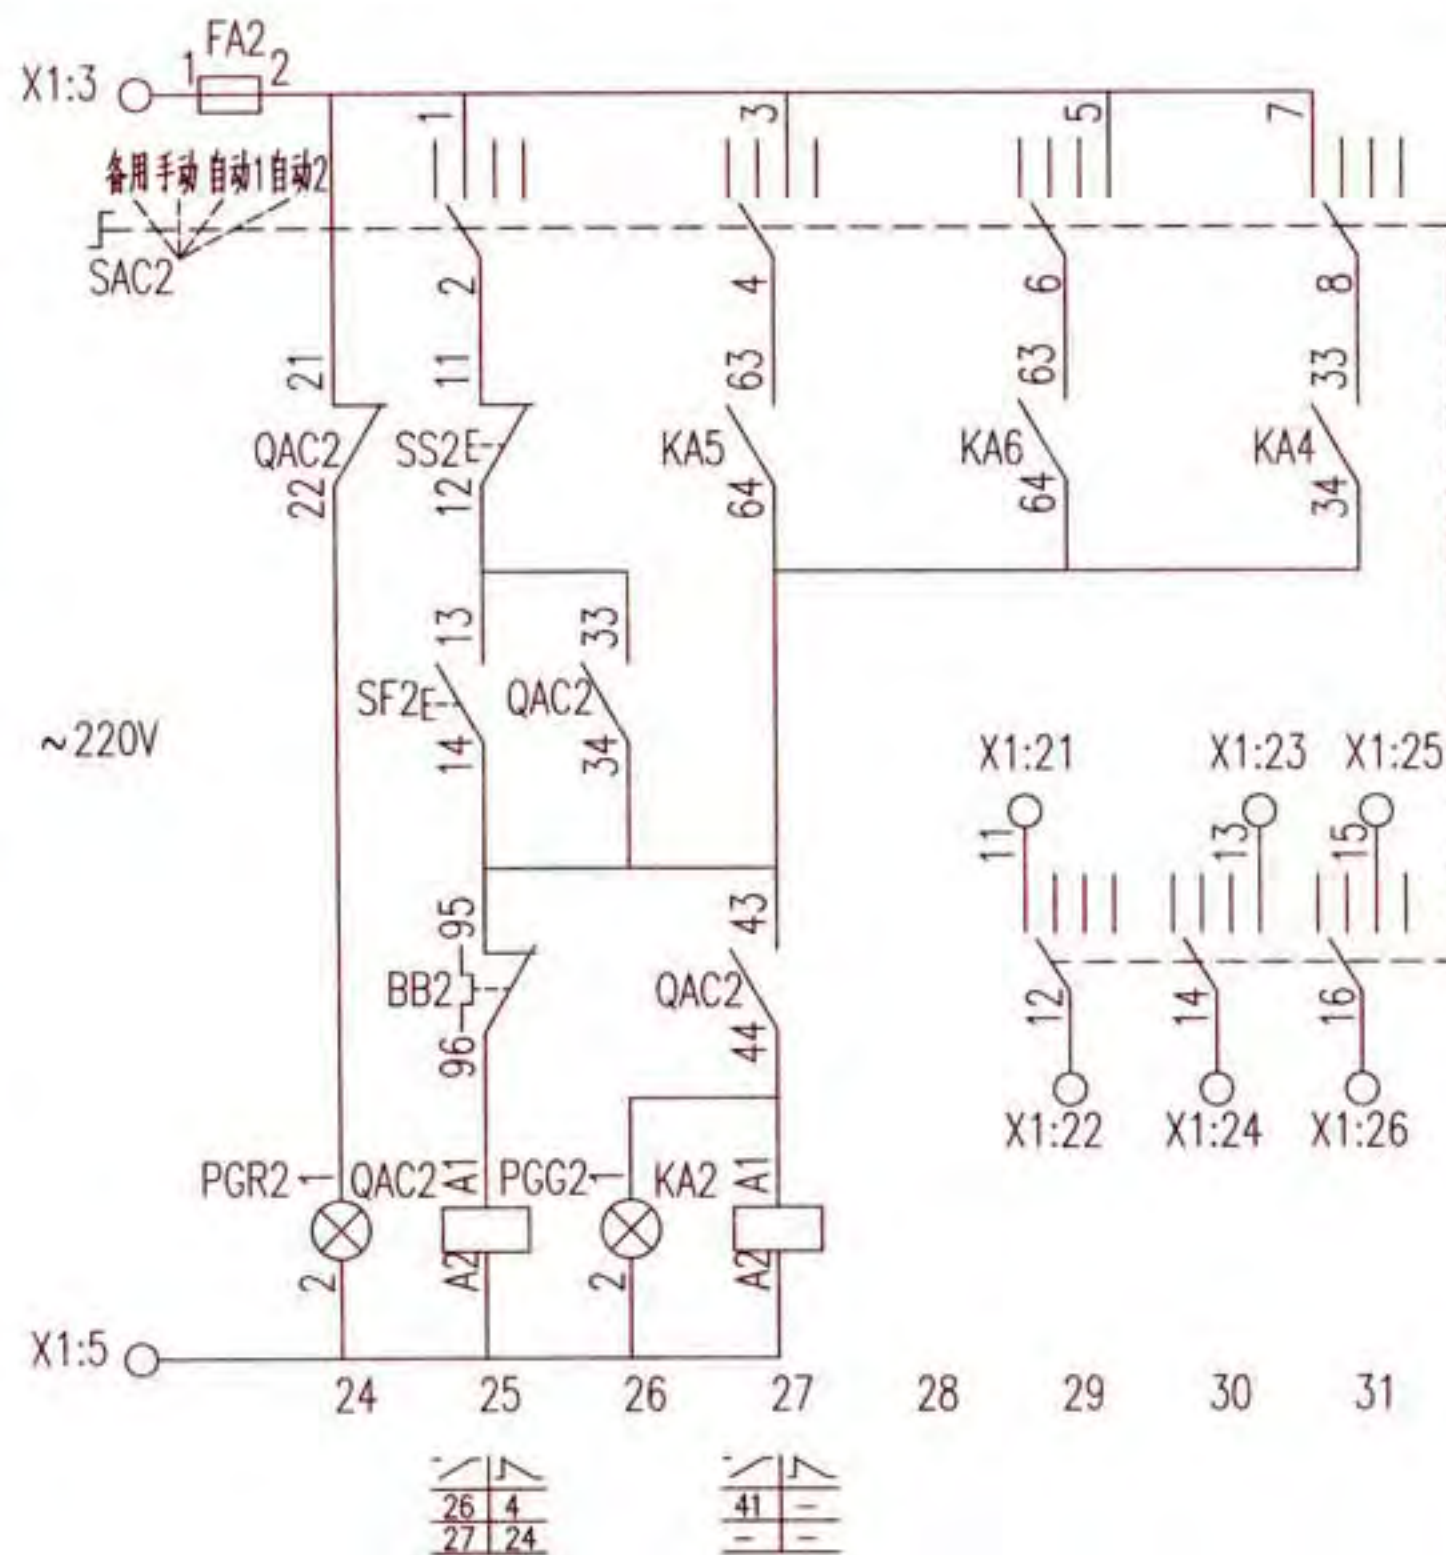 FA2
X1:3 1 2
1 3 5 7
备用 手动 自动1 自动2
SAC2
2 4 6 8
21 11 63 63 33
QAC2 SS2 KA5 KA6 KA4
22 12 64 64 34
13 33
SF2 QAC2
14 34
~220V
X1:21 X1:23 X1:25
11 13 15
95 43
BB2 QAC2
96 44
12 14 16
X1:22 X1:24 X1:26
PGR2 1 QAC2 A1 PGG2 1 KA2 A1
2 A2 2 A2
X1:5
24 25 26 27 28 29 30 31
26 4 41 -
27 24 - -